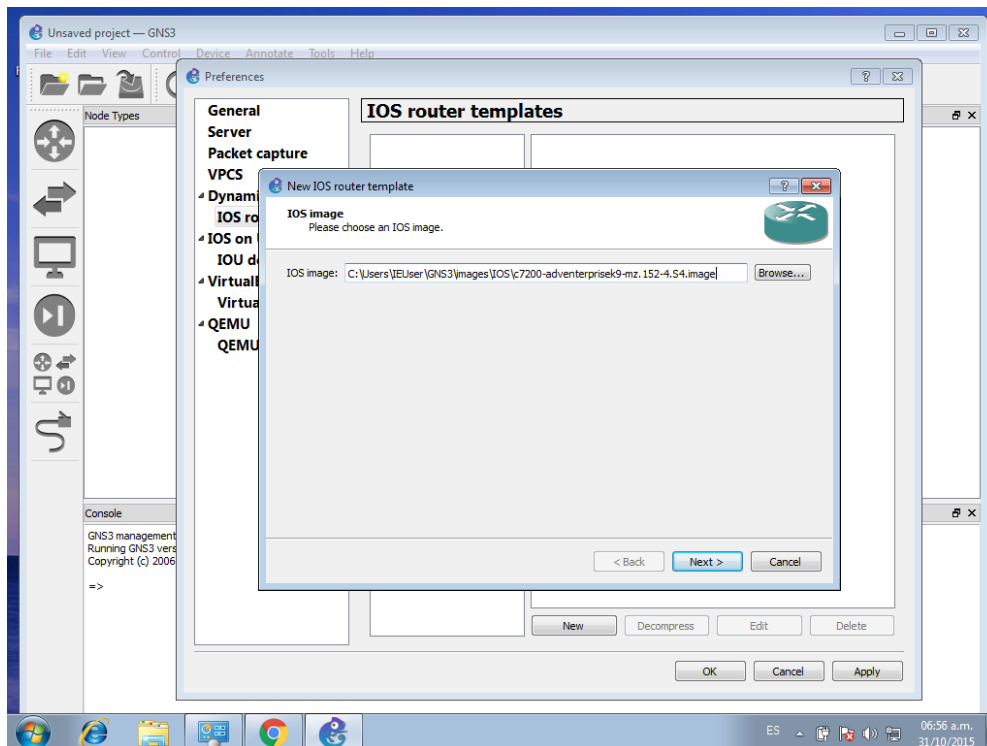 Unsaved project — GNS3
File Edit View Control Device Annotate Tools Help
Preferences
Node Types
General
Server
Packet capture
VPCS
Dynami
IOS ro
IOS on
IOU d
Virtuall
Virtua
QEMU
QEMU
IOS router templates
New IOS router template
IOS image
Please choose an IOS image.
IOS image: C:\Users\IEUser\GNS3\images\IOS\c7200-adventerprisek9-mz.152-4.S4.image Browse...
< Back Next > Cancel
New Decompress Edit Delete
OK Cancel Apply
Console
GNS3 management
Running GNS3 vers
Copyright (c) 2006
=>
ES 06:56 a.m.
31/10/2015